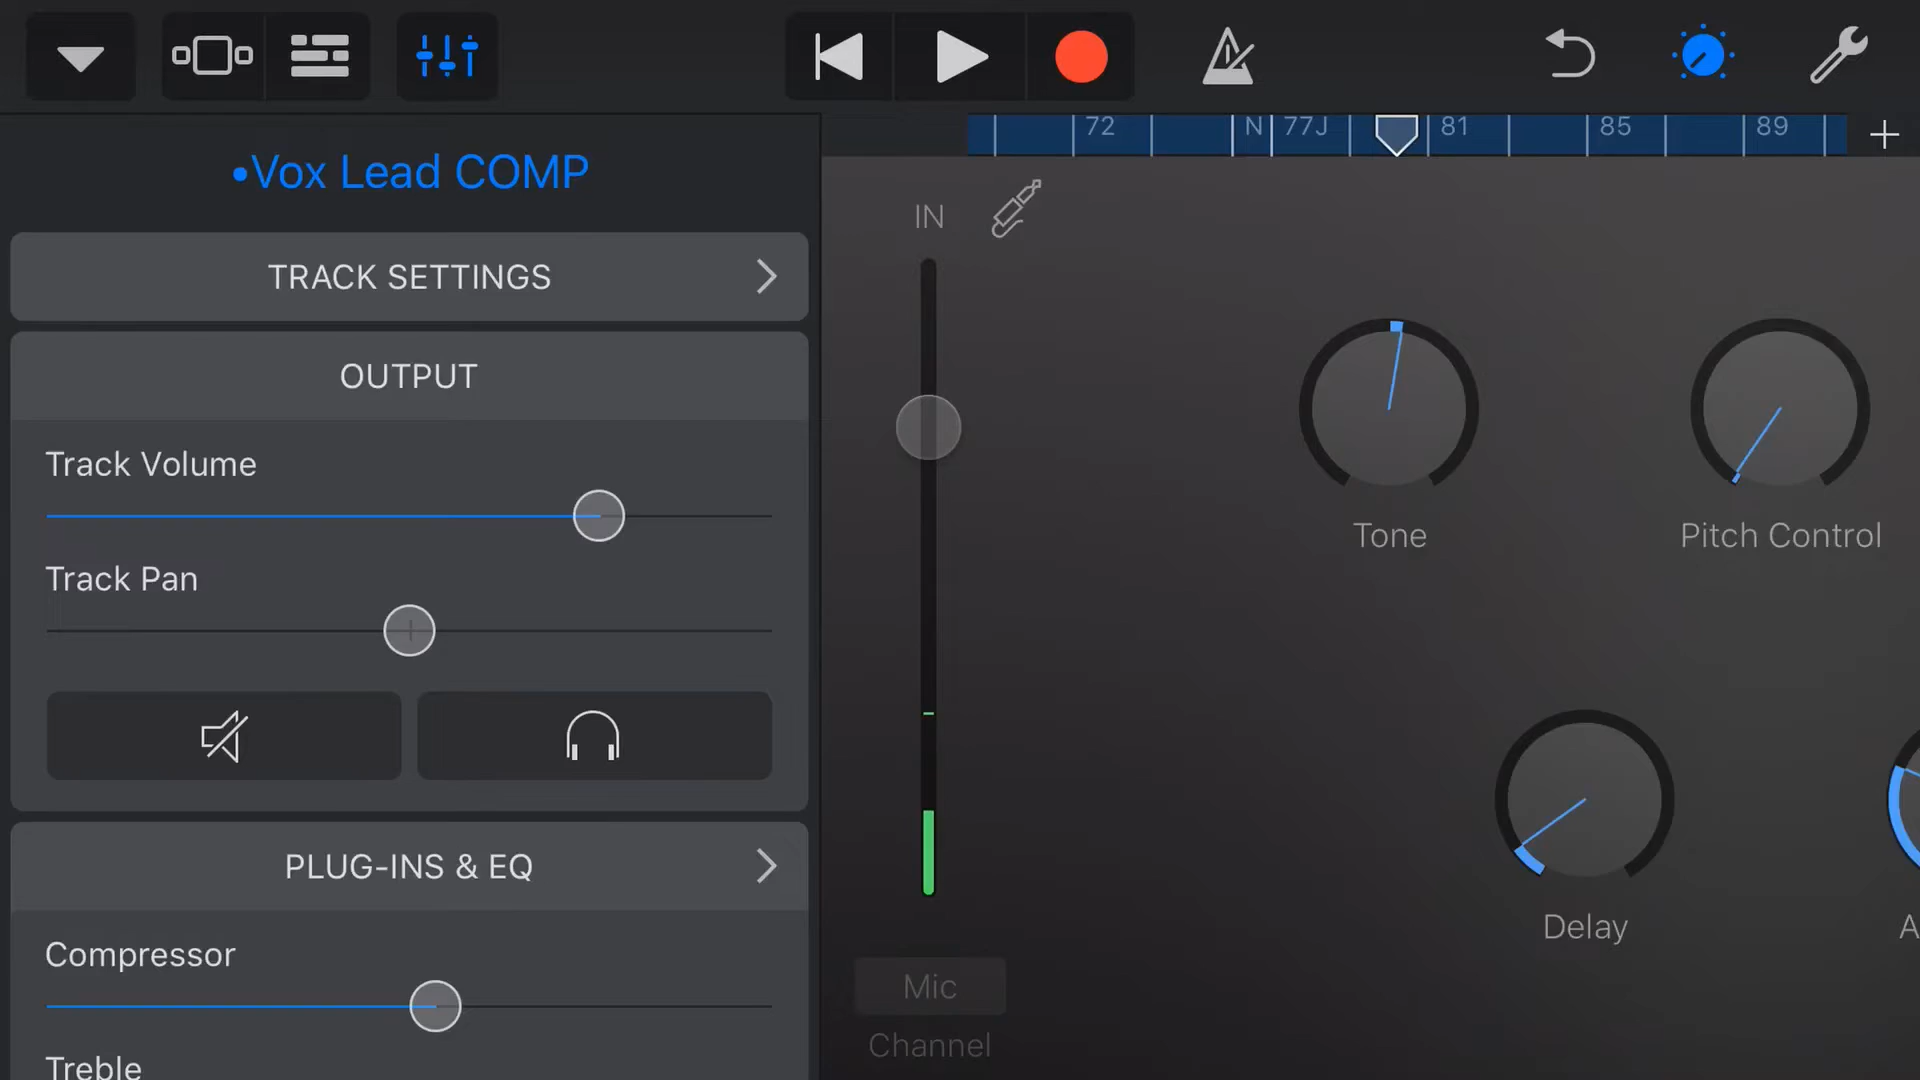 72 N 77J 81 85 89
•Vox Lead COMP
IN
TRACK SETTINGS
OUTPUT
Track Volume
Track Pan
Tone
Pitch Control
PLUG-INS & EQ
Delay
A
Compressor
Mic
Channel
Treble